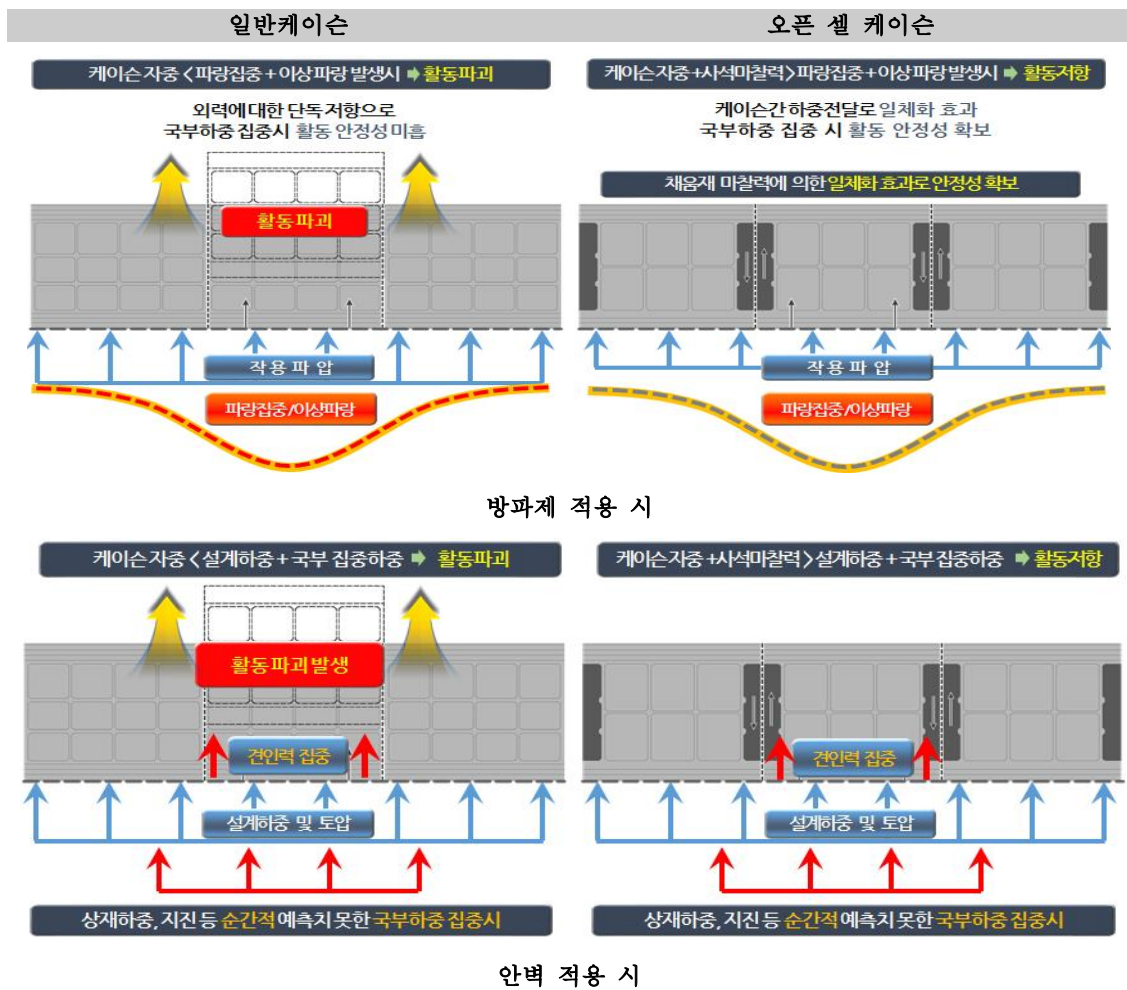 일반케이슨
오픈 셀 케이슨
케이슨자중 < 파랑집중 + 이상파랑 발생시 ➡ 활동파괴
외력에 대한 단독 저항으로
국부하중 집중시 활동 안정성 미흡
활동파괴
작용파압
파랑집중/이상파랑
케이슨자중+사석마찰력 > 파랑집중+이상파랑 발생시 ➡ 활동저항
케이슨간 하중전달로 일체화 효과
국부하중 집중 시 활동 안정성 확보
채움재 마찰력에 의한 일체화 효과로 안정성 확보
작용파압
파랑집중/이상파랑
방파제 적용 시
케이슨자중 < 설계하중 + 국부 집중하중 ➡ 활동파괴
활동파괴발생
견인력 집중
설계하중 및 토압
상재하중, 지진 등 순간적 예측치 못한 국부하중 집중시
케이슨자중+사석마찰력 > 설계하중 + 국부 집중하중 ➡ 활동저항
견인력 집중
설계하중 및 토압
상재하중, 지진 등 순간적 예측치 못한 국부하중 집중시
안벽 적용 시